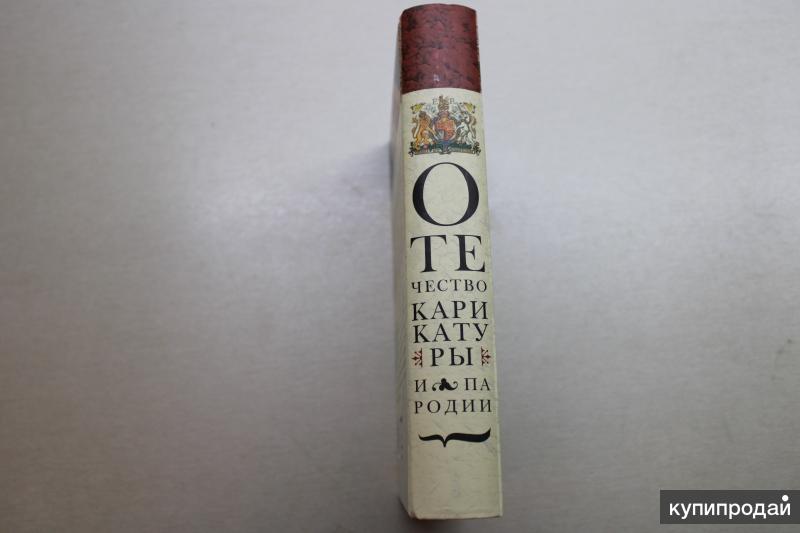 О
ТЕ
ЧЕСТВО
КАРИ
КАТУ
РЫ
И ПА
РОДИИ
купипродай